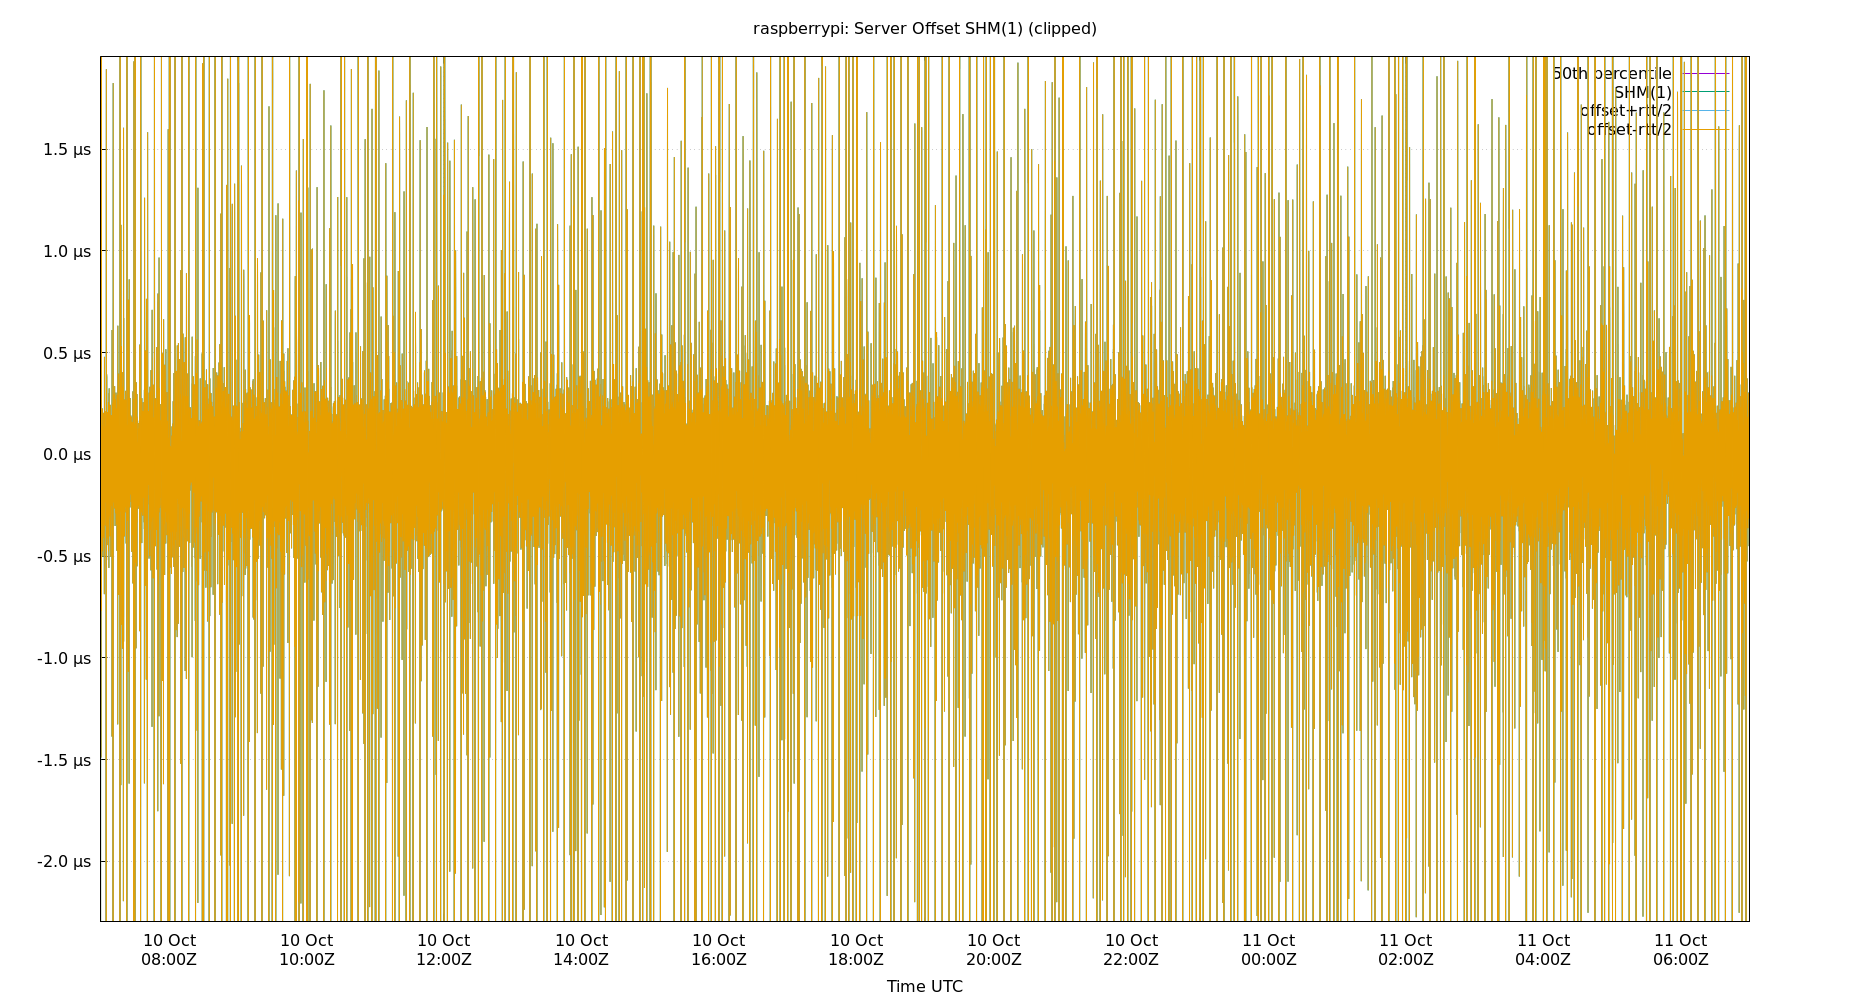 raspberrypi: Server Offset SHM(1) (clipped)
50th percentile
SHM(1)
offset+rtt/2
offset-rtt/2
1.5 µs
1.0 µs
0.5 µs
0.0 µs
-0.5 µs
-1.0 µs
-1.5 µs
-2.0 µs
10 Oct 10 Oct 10 Oct 10 Oct 10 Oct 10 Oct 10 Oct 10 Oct 11 Oct 11 Oct 11 Oct 11 Oct
08:00Z 10:00Z 12:00Z 14:00Z 16:00Z 18:00Z 20:00Z 22:00Z 00:00Z 02:00Z 04:00Z 06:00Z
Time UTC